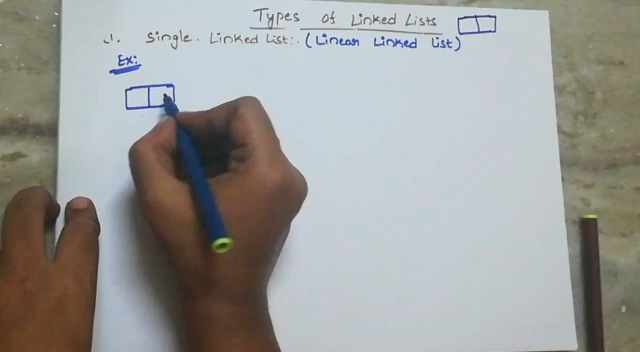 Types of Linked Lists
1. Single Linked List:- (Linear Linked List)
Ex: